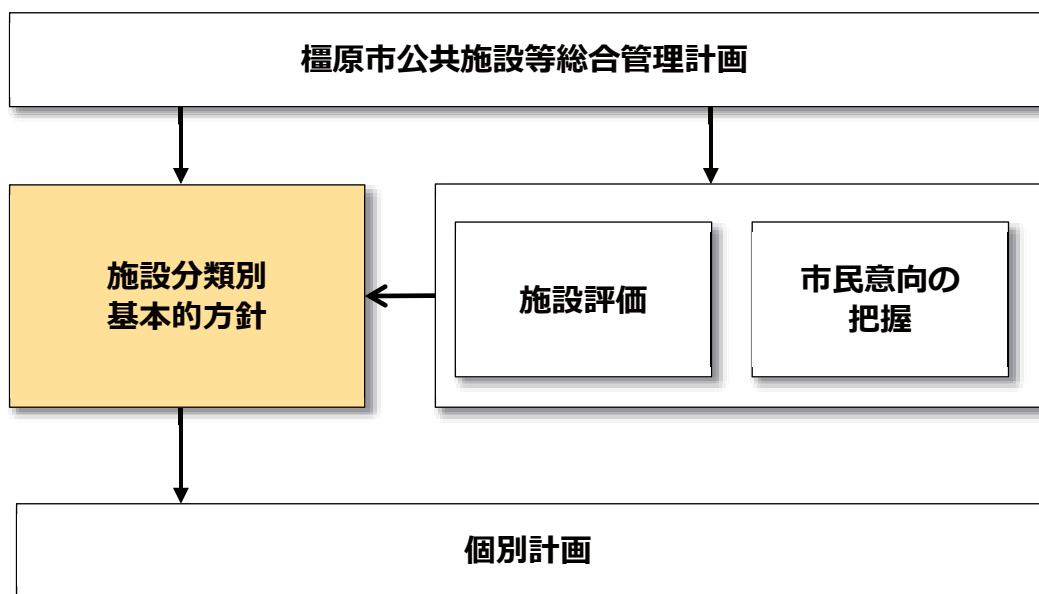 橿原市公共施設等総合管理計画
施設分類別
基本的方針
施設評価
市民意向の
把握
個別計画